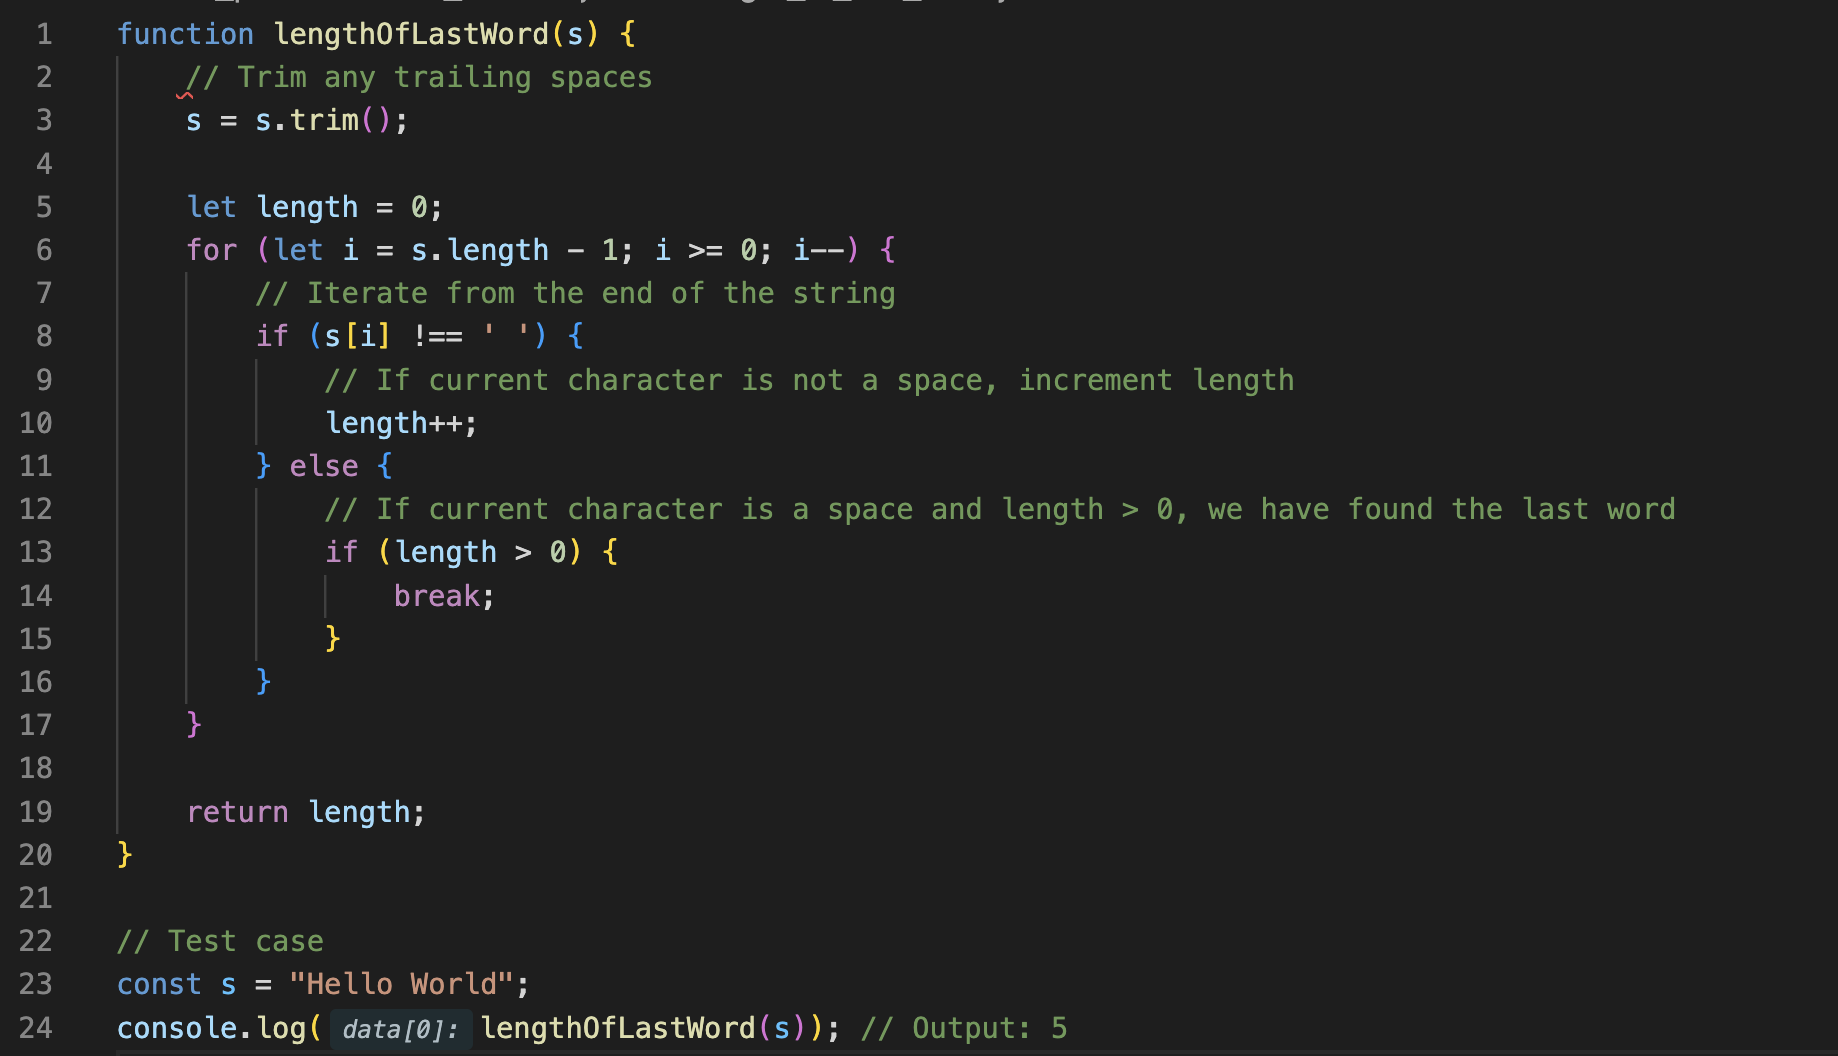 1 function lengthOfLastWord(s) {
2 // Trim any trailing spaces
3 s = s.trim();
4
5 let length = 0;
6 for (let i = s.length - 1; i >= 0; i--) {
7 // Iterate from the end of the string
8 if (s[i] !== ' ') {
9 // If current character is not a space, increment length
10 length++;
11 } else {
12 // If current character is a space and length > 0, we have found the last word
13 if (length > 0) {
14 break;
15 }
16 }
17 }
18
19 return length;
20 }
21
22 // Test case
23 const s = "Hello World";
24 console.log( data[0]: lengthOfLastWord(s)); // Output: 5